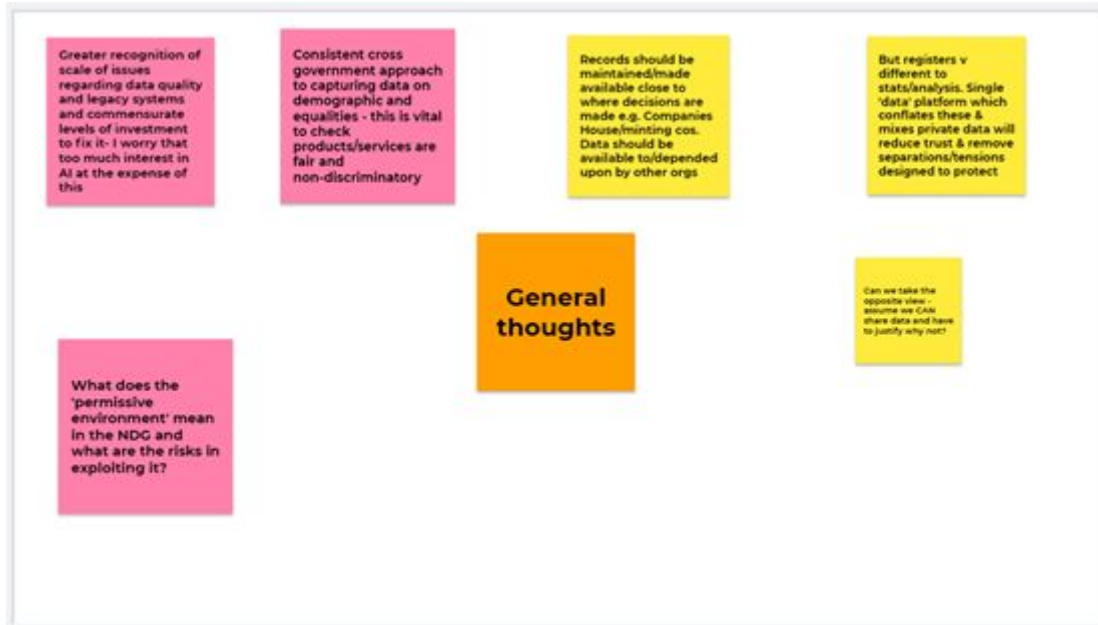 Greater recognition of
scale of issues
regarding data quality
and legacy systems
and commensurate
levels of investment
to fix it- I worry that
too much interest in
AI at the expense of
this
Consistent cross
government approach
to capturing data on
demographic and
equalities - this is vital
to check
products/services are
fair and
non-discriminatory
Records should be
maintained/made
available close to
where decisions are
made e.g. Companies
House/minting cos.
Data should be
available to/depended
upon by other orgs
But registers v
different to
stats/analysis. Single
'data' platform which
conflates these &
mixes private data will
reduce trust & remove
separations/tensions
designed to protect
General
thoughts
Can we take the
opposite view -
assume we CAN
share data and have
to justify why not?
What does the
'permissive
environment' mean
in the NDG and
what are the risks in
exploiting it?